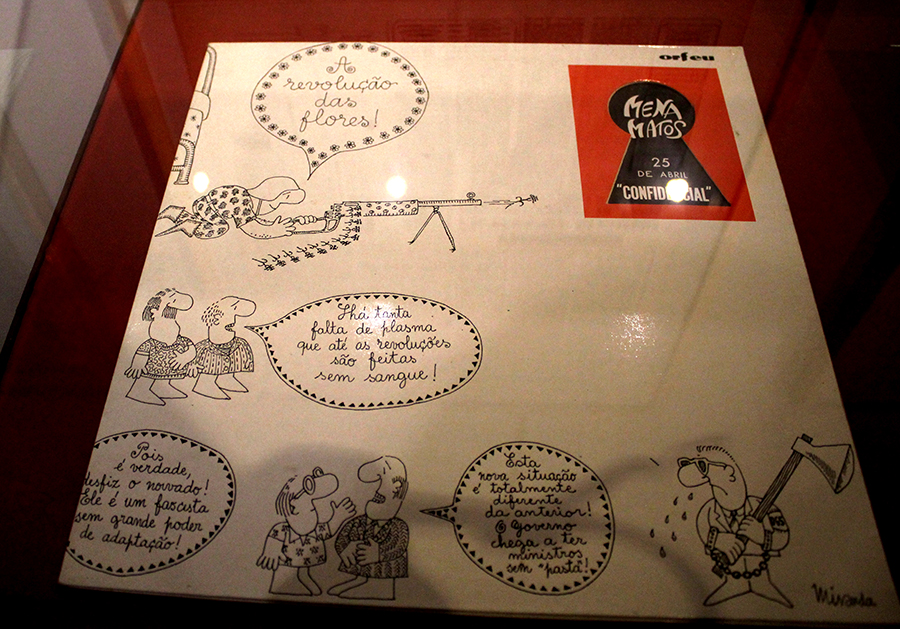 orfeu
A
revolução
das
flores!
MENA
MATOS
25
DE ABRIL
"CONFIDENCIAL"
I há tanta
falta de plasma
que até as revoluções
são feitas
sem sangue!
Pois
é verdade,
desfiz o noivado!
Ele é um fascista
sem grande poder
de adaptação!
Esta
nova situação
é totalmente
diferente
da anterior!
O Governo
chega a ter
ministros
sem "pasta"!
Miranda